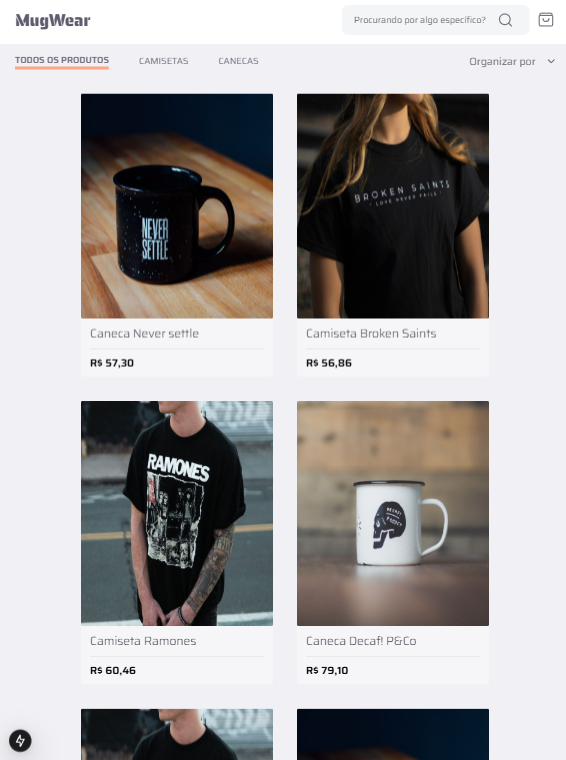 MugWear
Procurando por algo específico?
TODOS OS PRODUTOS
CAMISETAS
CANECAS
Organizar por
NEVER
SETTLE
BROKEN SAINTS
LOVE NEVER FAILS
Caneca Never settle
Camiseta Broken Saints
R$ 57,30
R$ 56,86
RAMONES
Camiseta Ramones
Caneca Decaf! P&Co
R$ 60,46
R$ 79,10